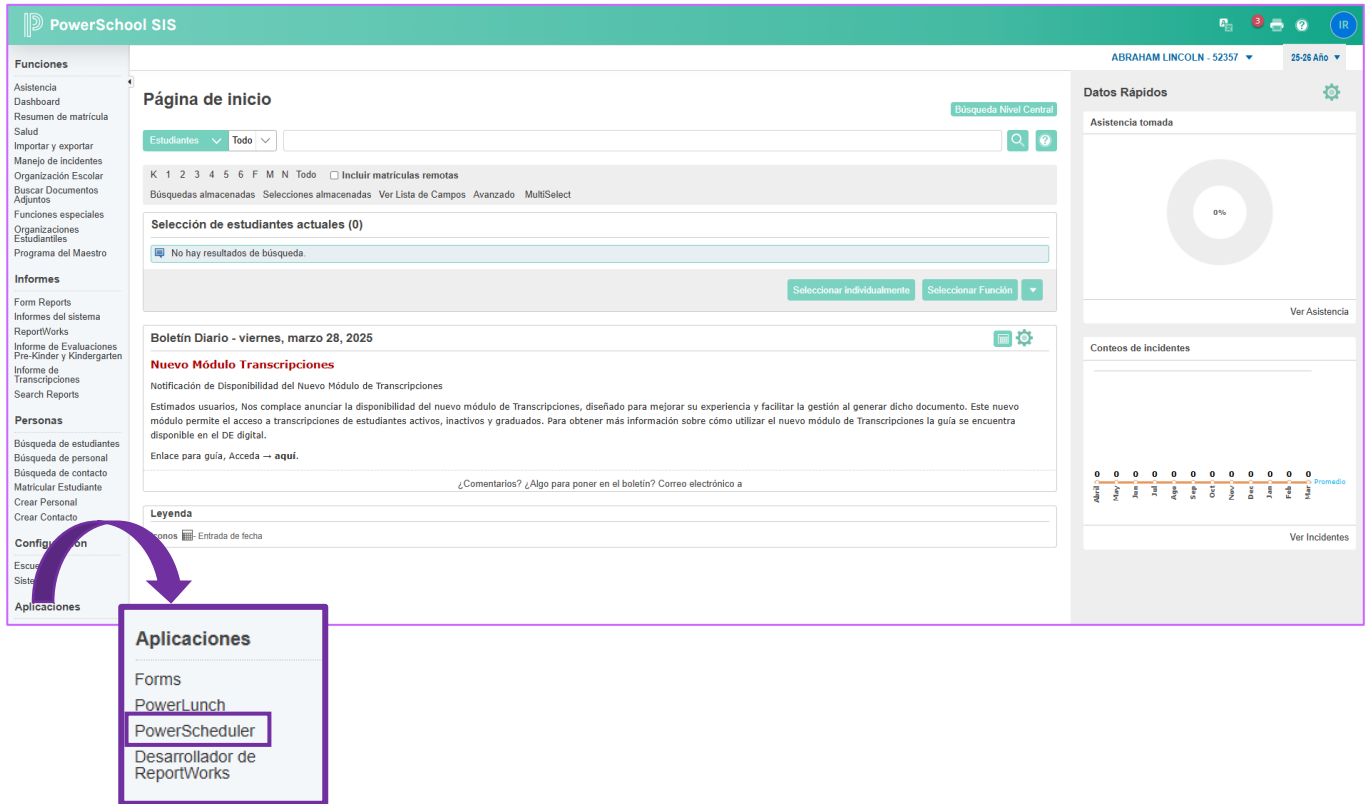 PowerSchool SIS
3
IR
ABRAHAM LINCOLN - 52357
25-26 Año
Funciones
Asistencia
Dashboard
Resumen de matrícula
Salud
Importar y exportar
Manejo de incidentes
Organización Escolar
Buscar Documentos
Adjuntos
Funciones especiales
Organizaciones
Estudiantiles
Programa del Maestro
Informes
Form Reports
Informes del sistema
ReportWorks
Informe de Evaluaciones
Pre-Kinder y Kindergarten
Informe de
Transcripciones
Search Reports
Personas
Búsqueda de estudiantes
Búsqueda de personal
Búsqueda de contacto
Matricular Estudiante
Crear Personal
Crear Contacto
Aplicaciones
Página de inicio
Búsqueda Nivel Central
Estudiantes Todo
K 1 2 3 4 5 6 F M N Todo Incluir matrículas remotas
Búsquedas almacenadas Selecciones almacenadas Ver Lista de Campos Avanzado MultiSelect
Selección de estudiantes actuales (0)
No hay resultados de búsqueda.
Seleccionar individualmente Seleccionar Función
Boletín Diario - viernes, marzo 28, 2025
Nuevo Módulo Transcripciones
Notificación de Disponibilidad del Nuevo Módulo de Transcripciones
Estimados usuarios, Nos complace anunciar la disponibilidad del nuevo módulo de Transcripciones, diseñado para mejorar su experiencia y facilitar la gestión al generar dicho documento. Este nuevo
módulo permite el acceso a transcripciones de estudiantes activos, inactivos y graduados. Para obtener más información sobre cómo utilizar el nuevo módulo de Transcripciones la guía se encuentra
disponible en el DE digital.
Enlace para guía, Acceda → aquí.
¿Comentarios? ¿Algo para poner en el boletín? Correo electrónico a
Leyenda
- Entrada de fecha
Datos Rápidos
Asistencia tomada
0%
Ver Asistencia
Conteos de incidentes
0 0 0 0 0 0 0 0 0 0 0 0
Promedio
Abril May Jun Jul Ago Sep Oct Nov Dec Jan Feb Mar
Ver Incidentes
Aplicaciones
Forms
PowerLunch
PowerScheduler
Desarrollador de
ReportWorks